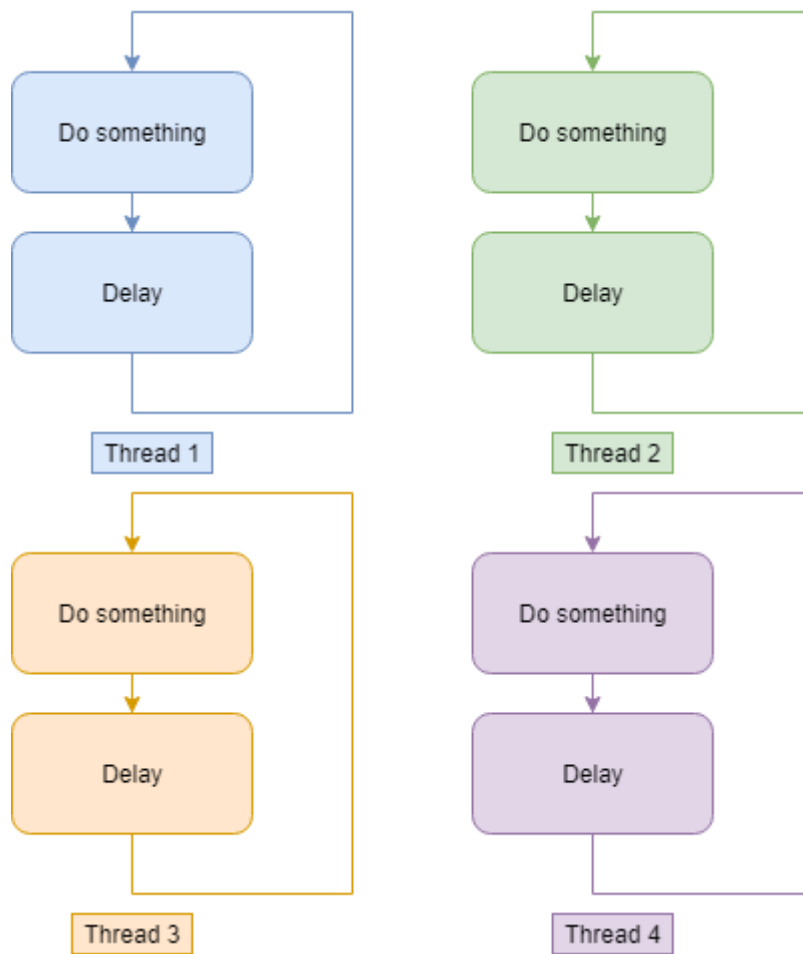 Do something
Delay
Thread 1
Do something
Delay
Thread 2
Do something
Delay
Thread 3
Do something
Delay
Thread 4